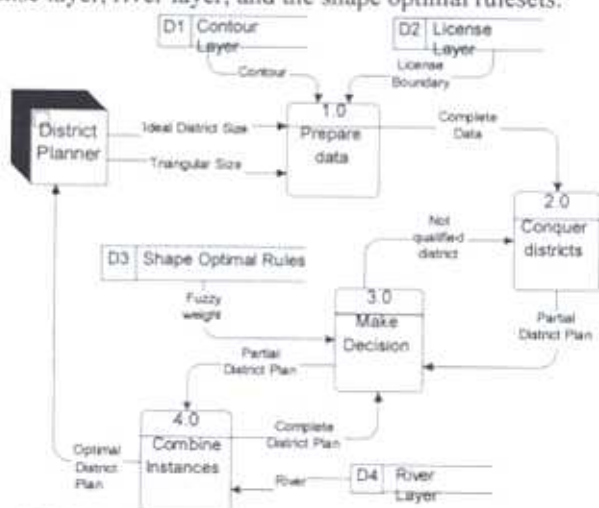 layer, river layer, and the shape optimal rulesets.
D1 Contour
Layer
D2 License
Layer
Contour
License
Boundary
District
Planner
Ideal District Size
Triangular Size
1.0
Prepare
data
Complete
Data
2.0
Conquer
districts
Not
qualified
district
D3 Shape Optimal Rules
Fuzzy
weight
3.0
Make
Decision
Partial
District Plan
Partial
District Plan
4.0
Combine
Instances
Complete
District Plan
Optimal
District
Plan
River
D4 River
Layer